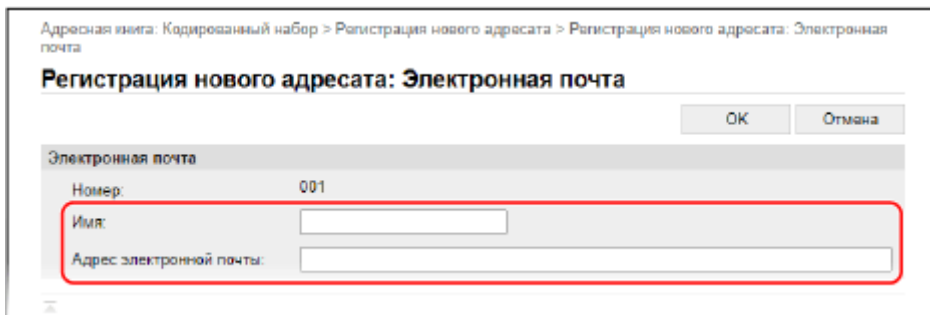 Адресная книга: Кодированный набор > Регистрация нового адресата > Регистрация нового адресата: Электронная
почта
Регистрация нового адресата: Электронная почта
OK Отмена
Электронная почта
Номер: 001
Имя:
Адрес электронной почты: